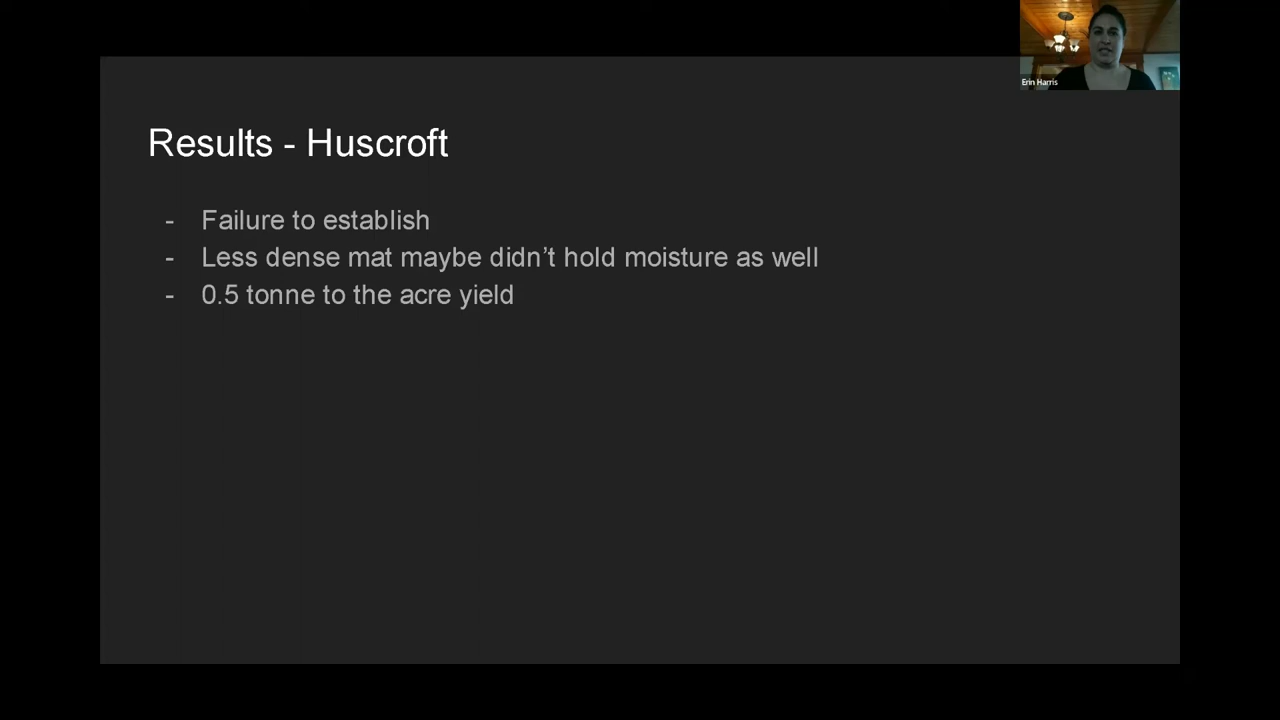 Erin Harris
Results - Huscroft
- Failure to establish
- Less dense mat maybe didn’t hold moisture as well
- 0.5 tonne to the acre yield